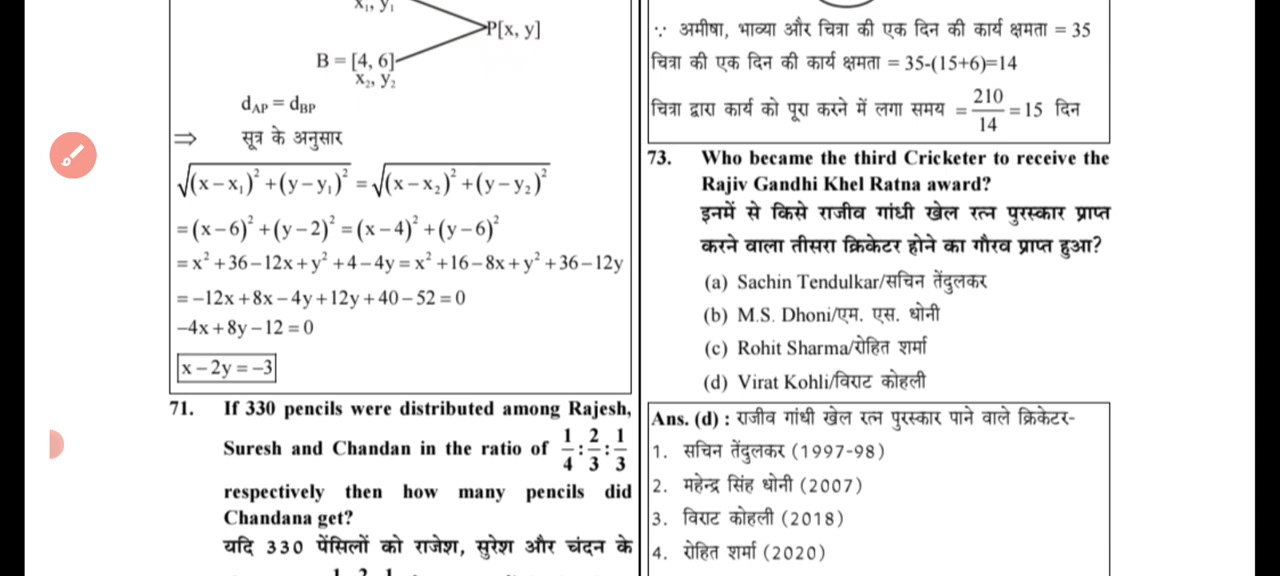 x₁, y₁
P[x, y]
B = [4, 6]
x₂, y₂
d_AP = d_BP
⇒ सूत्र के अनुसार
√((x−x₁)²+(y−y₁)²) = √((x−x₂)²+(y−y₂)²)
=(x−6)²+(y−2)²=(x−4)²+(y−6)²
=x²+36−12x+y²+4−4y=x²+16−8x+y²+36−12y
=−12x+8x−4y+12y+40−52=0
−4x+8y−12=0
x−2y=−3
71. If 330 pencils were distributed among Rajesh,
Suresh and Chandan in the ratio of 1/4:2/3:1/3
respectively then how many pencils did
Chandana get?
यदि 330 पेंसिलों को राजेश, सुरेश और चंदन के
∵ अमीषा, भाव्या और चित्रा की एक दिन की कार्य क्षमता = 35
चित्रा की एक दिन की कार्य क्षमता = 35-(15+6)=14
चित्रा द्वारा कार्य को पूरा करने में लगा समय = 210/14 = 15 दिन
73. Who became the third Cricketer to receive the
Rajiv Gandhi Khel Ratna award?
इनमें से किसे राजीव गांधी खेल रत्न पुरस्कार प्राप्त
करने वाला तीसरा क्रिकेटर होने का गौरव प्राप्त हुआ?
(a) Sachin Tendulkar/सचिन तेंदुलकर
(b) M.S. Dhoni/एम. एस. धोनी
(c) Rohit Sharma/रोहित शर्मा
(d) Virat Kohli/विराट कोहली
Ans. (d) : राजीव गांधी खेल रत्न पुरस्कार पाने वाले क्रिकेटर-
1. सचिन तेंदुलकर (1997-98)
2. महेन्द्र सिंह धोनी (2007)
3. विराट कोहली (2018)
4. रोहित शर्मा (2020)